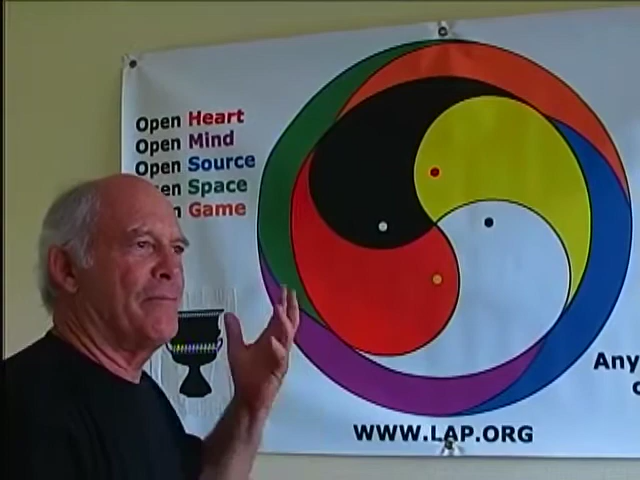 Open Heart
Open Mind
Open Source
en Space
n Game
Any
WWW.LAP.ORG